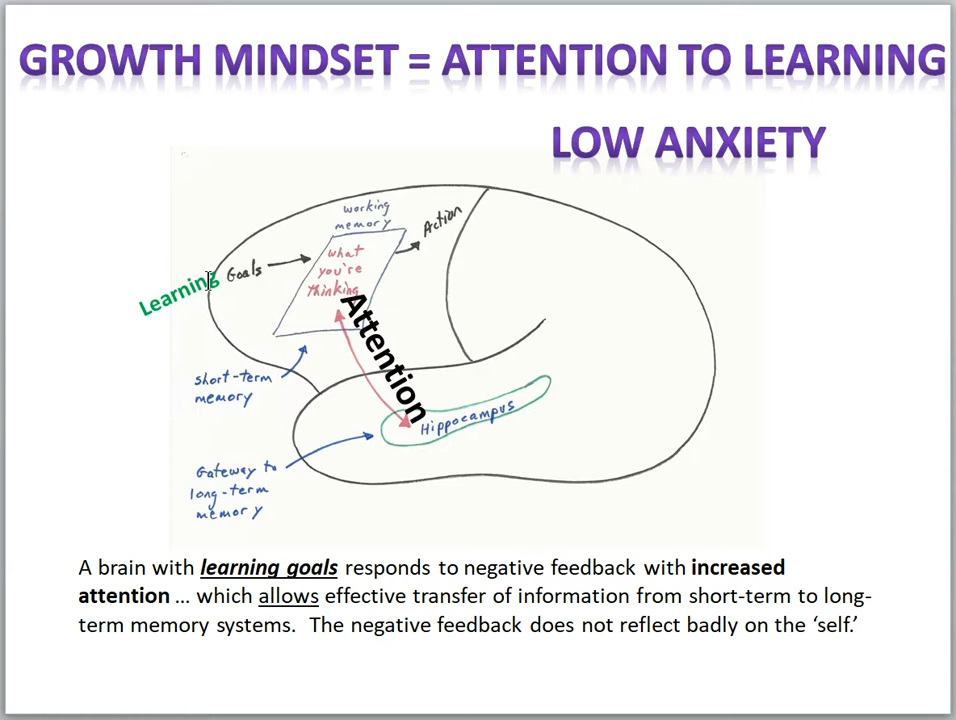 GROWTH MINDSET = ATTENTION TO LEARNING
LOW ANXIETY
working
memory
Action
what
you're
thinking
Goals
Learning
Attention
short-term
memory
Hippocampus
Gateway to
long-term
memory
A brain with learning goals responds to negative feedback with increased
attention ... which allows effective transfer of information from short-term to long-
term memory systems. The negative feedback does not reflect badly on the ‘self.’